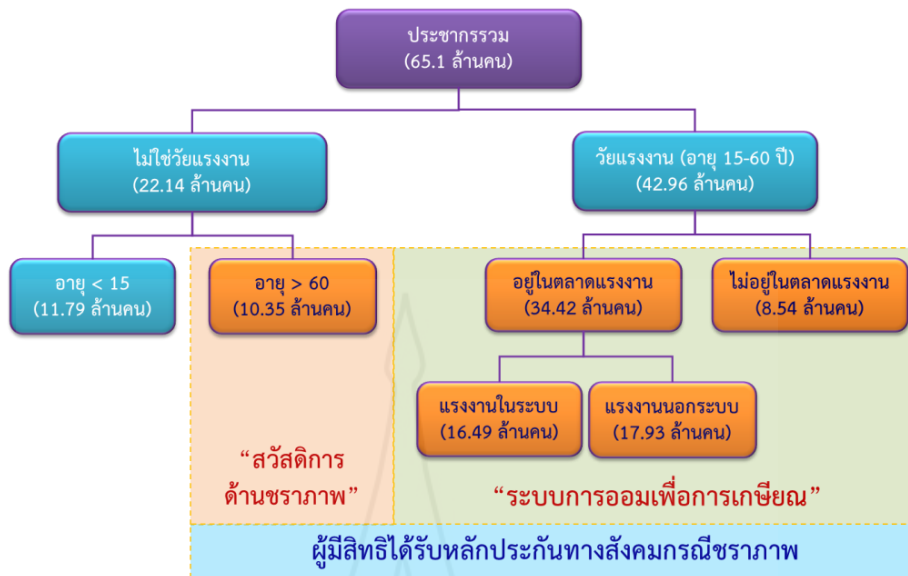 ประชากรรวม
(65.1 ล้านคน)
ไม่ใช่วัยแรงงาน
(22.14 ล้านคน)
วัยแรงงาน (อายุ 15-60 ปี)
(42.96 ล้านคน)
อายุ < 15
(11.79 ล้านคน)
อายุ > 60
(10.35 ล้านคน)
อยู่ในตลาดแรงงาน
(34.42 ล้านคน)
ไม่อยู่ในตลาดแรงงาน
(8.54 ล้านคน)
แรงงานในระบบ
(16.49 ล้านคน)
แรงงานนอกระบบ
(17.93 ล้านคน)
“สวัสดิการ
ด้านชราภาพ”
“ระบบการออมเพื่อการเกษียณ”
ผู้มีสิทธิได้รับหลักประกันทางสังคมกรณีชราภาพ